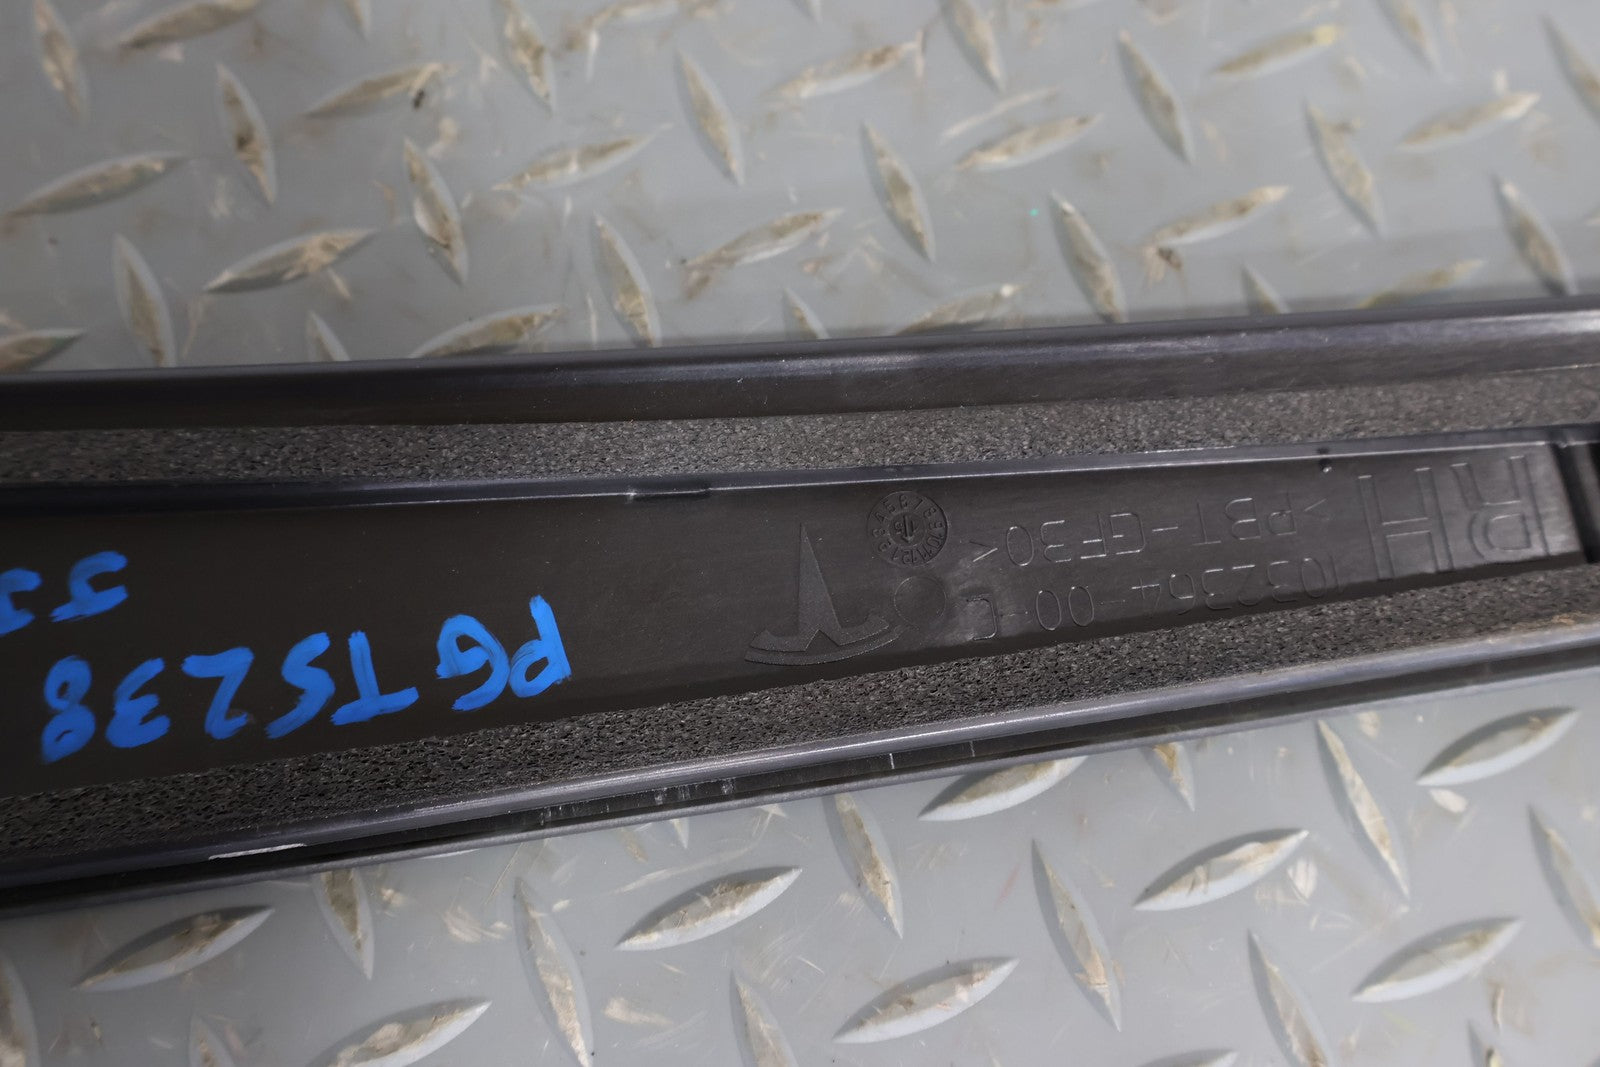 RH
1032364-00-C
>PBT-GF30<
PGTS238